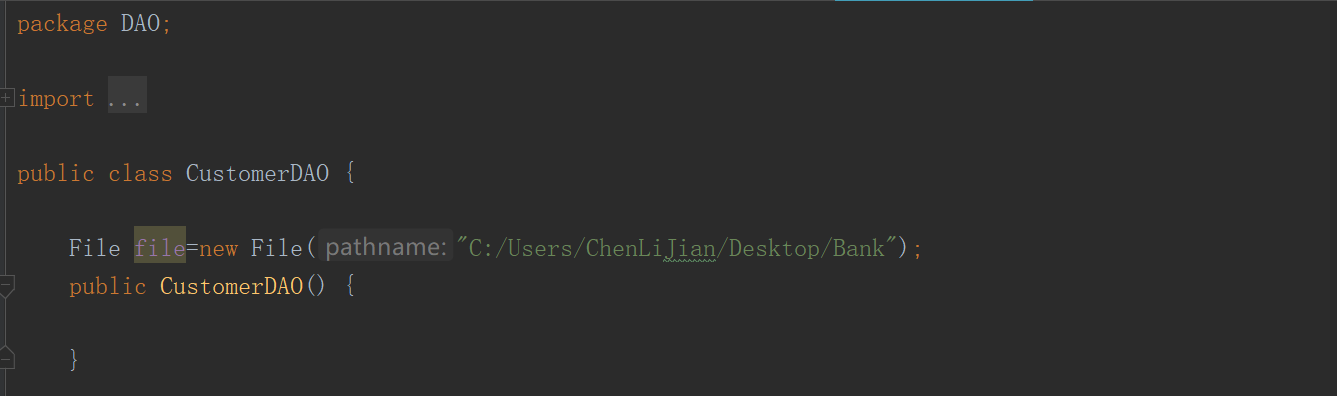 package DAO;
import ...
public class CustomerDAO {
File file=new File( pathname: "C:/Users/ChenLiJian/Desktop/Bank");
public CustomerDAO() {
}